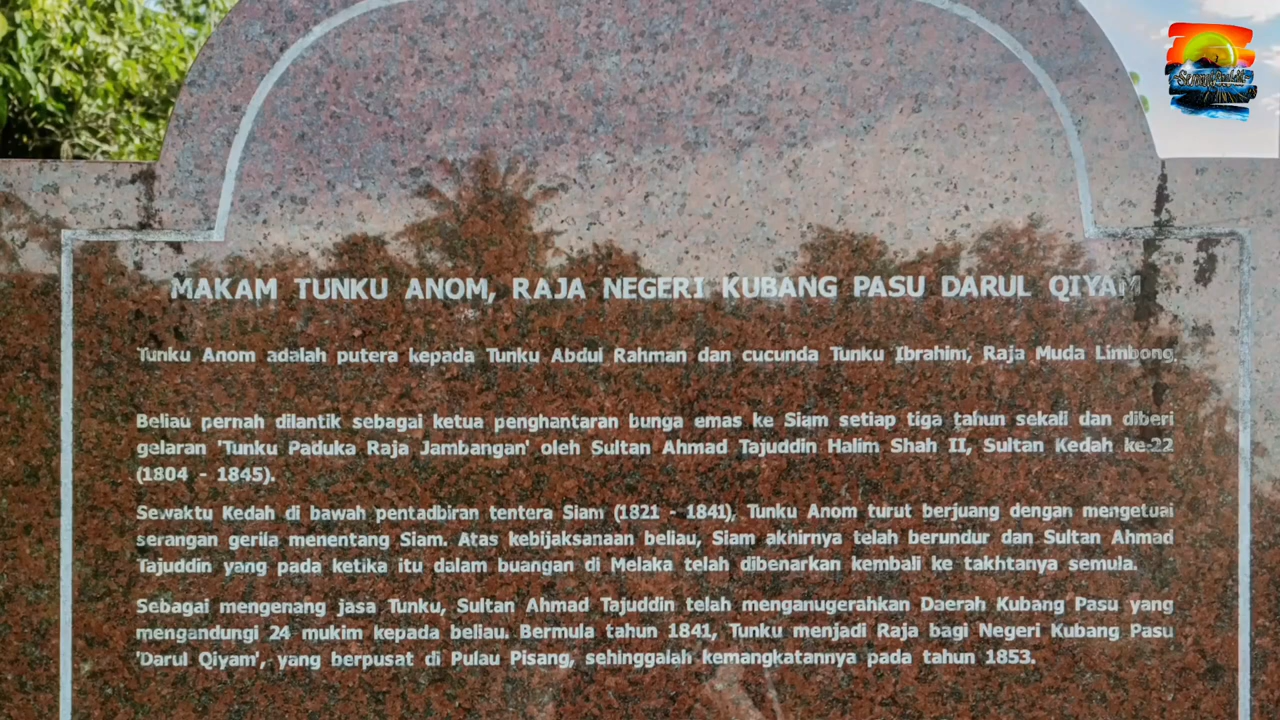 MAKAM TUNKU ANOM, RAJA NEGERI KUBANG PASU DARUL QIYAM
Tunku Anom adalah putera kepada Tunku Abdul Rahman dan cucunda Tunku Ibrahim, Raja Muda Limbong.
Beliau pernah dilantik sebagai ketua penghantaran bunga emas ke Siam setiap tiga tahun sekali dan diberi
gelaran 'Tunku Paduka Raja Jambangan' oleh Sultan Ahmad Tajuddin Halim Shah II, Sultan Kedah ke-22
(1804 - 1845).
Sewaktu Kedah di bawah pentadbiran tentera Siam (1821 - 1841), Tunku Anom turut berjuang dengan mengetuai
serangan gerila menentang Siam. Atas kebijaksanaan beliau, Siam akhirnya telah berundur dan Sultan Ahmad
Tajuddin yang pada ketika itu dalam buangan di Melaka telah dibenarkan kembali ke takhtanya semula.
Sebagai mengenang jasa Tunku, Sultan Ahmad Tajuddin telah menganugerahkan Daerah Kubang Pasu yang
mengandungi 24 mukim kepada beliau. Bermula tahun 1841, Tunku menjadi Raja bagi Negeri Kubang Pasu
'Darul Qiyam', yang berpusat di Pulau Pisang, sehinggalah kemangkatannya pada tahun 1853.